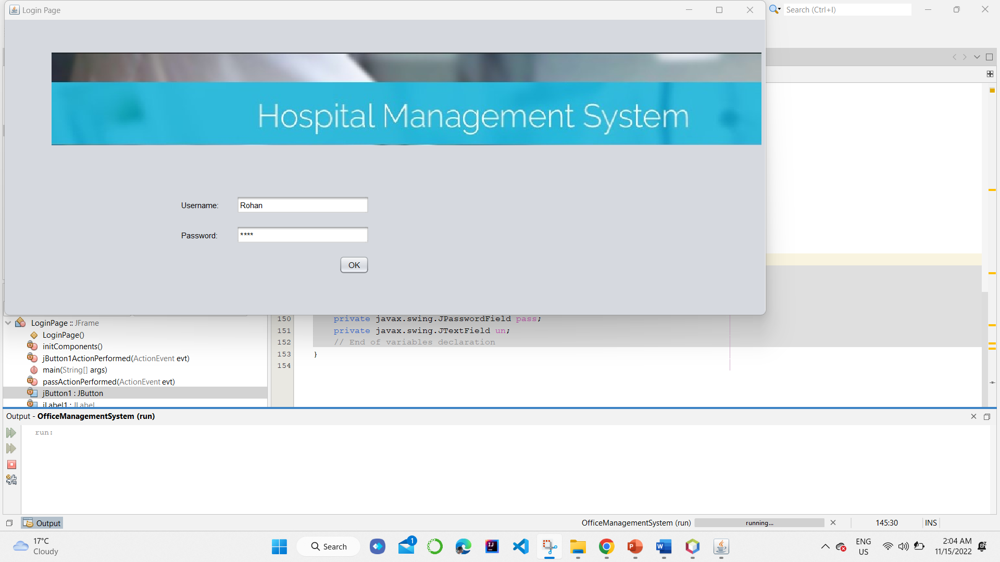 Login Page
Search (Ctrl+I)
Hospital Management System
Username: Rohan
Password: ****
OK
LoginPage :: JFrame
LoginPage()
initComponents()
jButton1ActionPerformed(ActionEvent evt)
main(String[] args)
passActionPerformed(ActionEvent evt)
jButton1 : JButton
jLabel1 : JLabel
150 private javax.swing.JPasswordField pass;
151 private javax.swing.JTextField un;
152 // End of variables declaration
153 }
154
Output - OfficeManagementSystem (run)
run:
Output
OfficeManagementSystem (run) running...
145:30
INS
Search
1
17°C
Cloudy
ENG
US
2:04 AM
11/15/2022